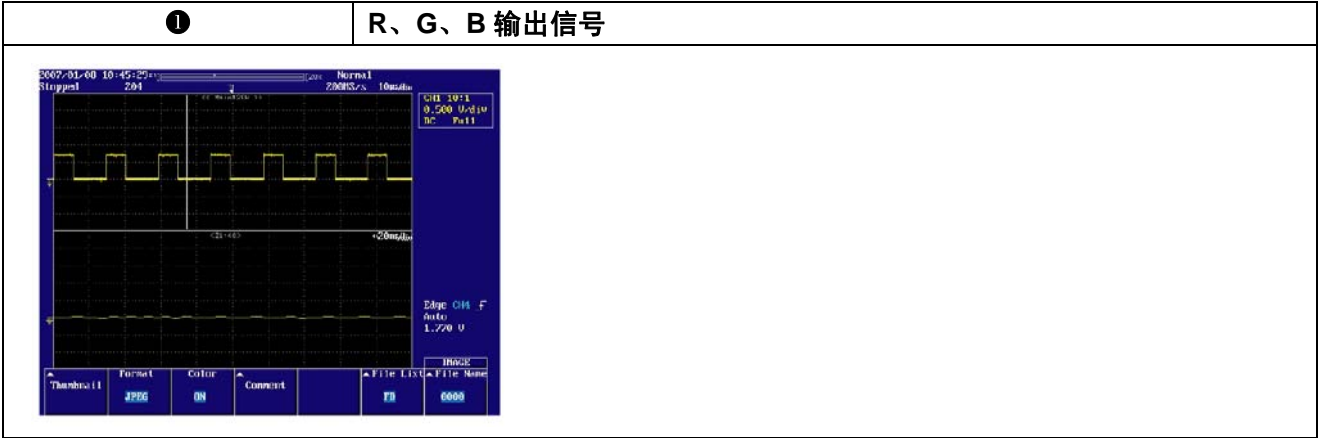 ❶
R、G、B 输出信号
2007/01/08 10:45:29
Normal
Stopped
204
200MS/s
10ms/div
CH1 10:1
0.500 V/div
DC Full
Edge CH4
Auto
1.770 V
IMAGE
Thumbnail
Format
JPEG
Color
ON
Comment
File List
FD
File Name
0000